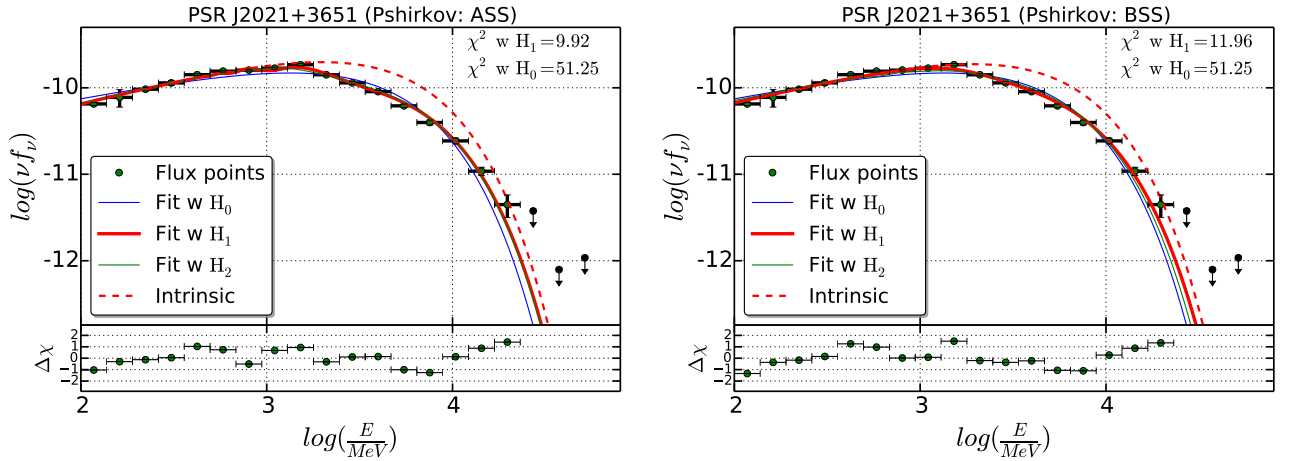 PSR J2021+3651 (Pshirkov: ASS)
χ² w H₁=9.92
χ² w H₀=51.25
-10
-11
-12
log(νf_ν)
Flux points
Fit w H₀
Fit w H₁
Fit w H₂
Intrinsic
2
1
0
−1
−2
Δχ
2
3
4
log(E/MeV)
PSR J2021+3651 (Pshirkov: BSS)
χ² w H₁=11.96
χ² w H₀=51.25
-10
-11
-12
log(νf_ν)
Flux points
Fit w H₀
Fit w H₁
Fit w H₂
Intrinsic
2
1
0
−1
−2
Δχ
2
3
4
log(E/MeV)